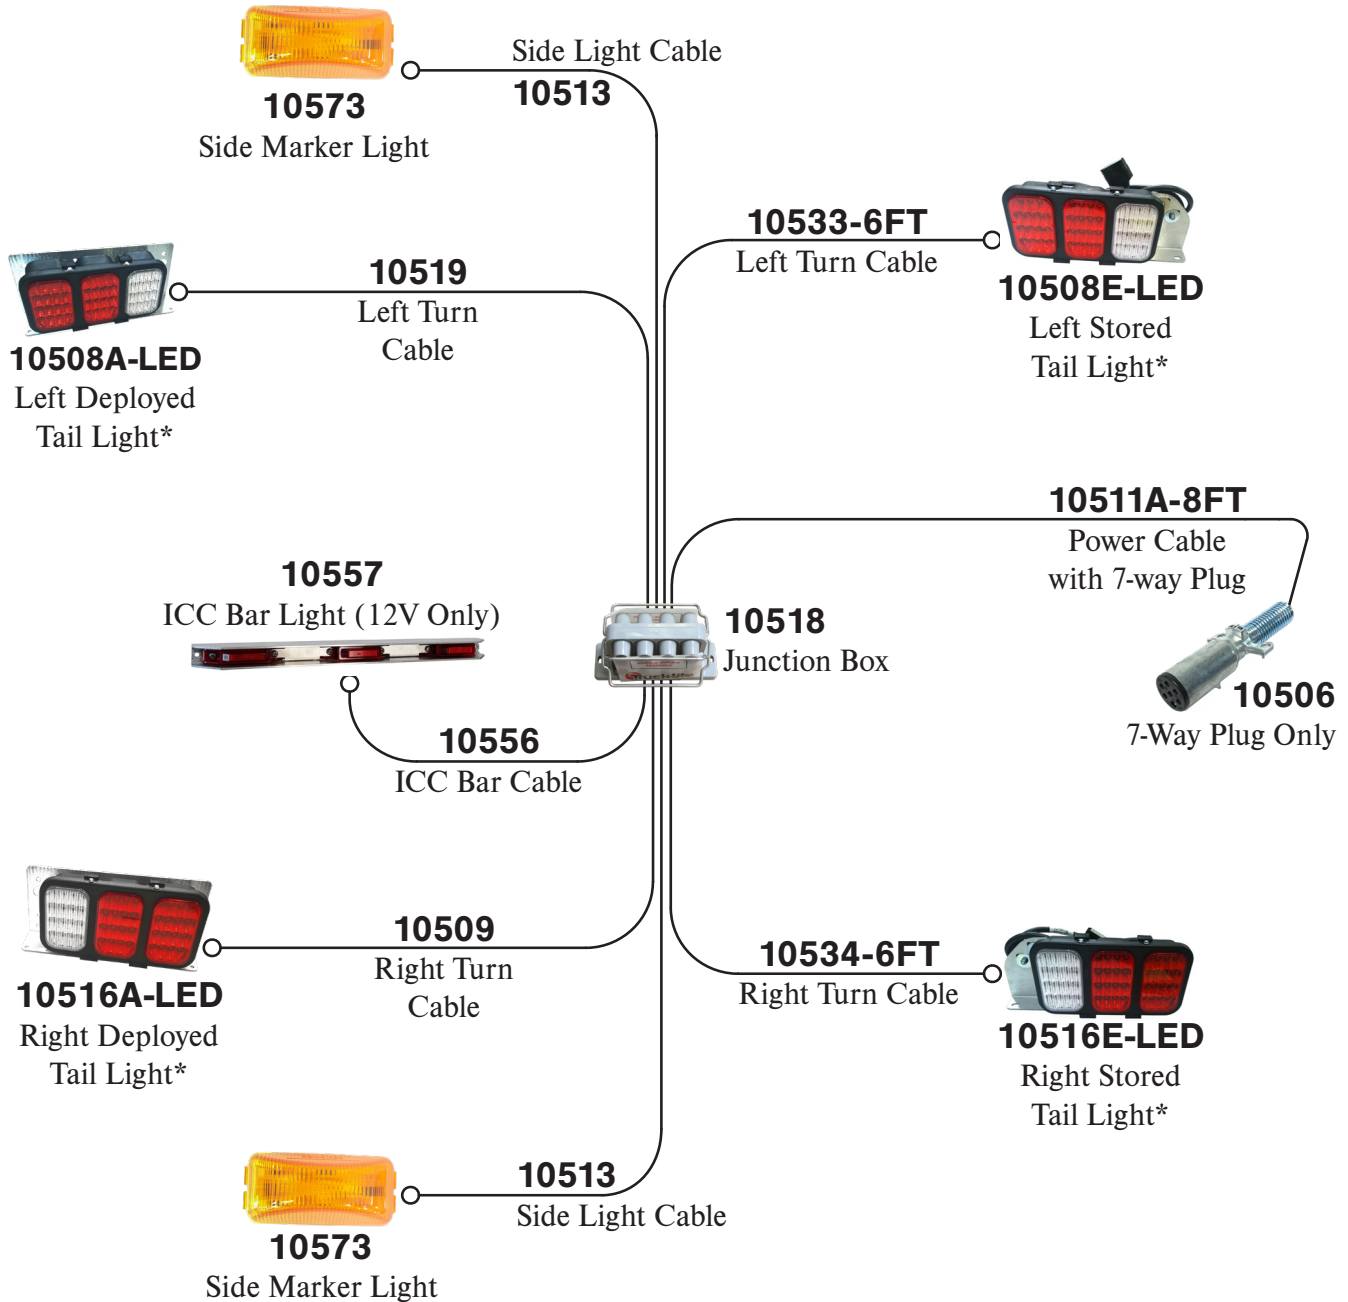 Side Light Cable
10513
10573
Side Marker Light
10533-6FT
Left Turn Cable
10508E-LED
Left Stored
Tail Light*
10519
Left Turn
Cable
10508A-LED
Left Deployed
Tail Light*
10511A-8FT
Power Cable
with 7-way Plug
10557
ICC Bar Light (12V Only)
10518
Junction Box
10506
7-Way Plug Only
10556
ICC Bar Cable
10509
Right Turn
Cable
10516A-LED
Right Deployed
Tail Light*
10534-6FT
Right Turn Cable
10516E-LED
Right Stored
Tail Light*
10513
Side Light Cable
10573
Side Marker Light